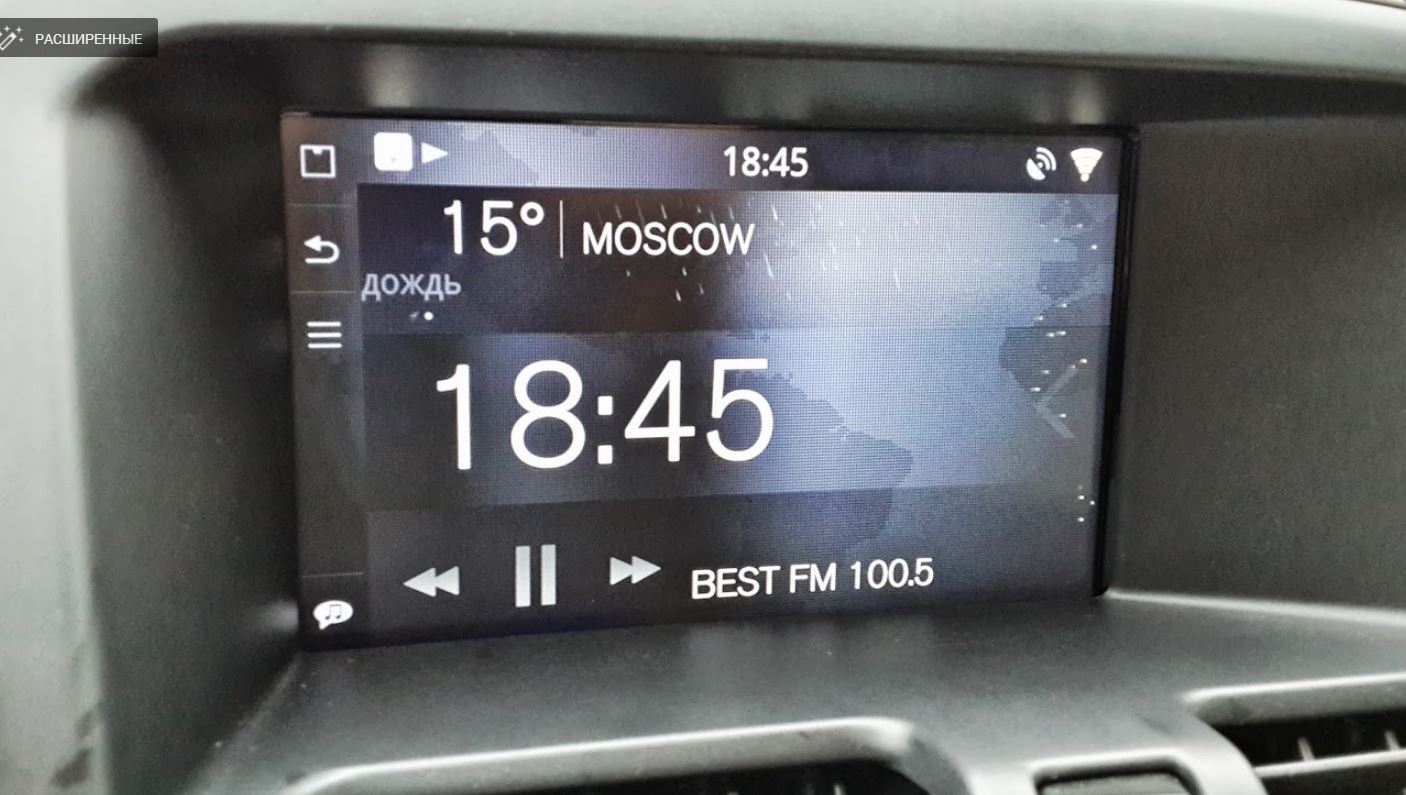 РАСШИРЕННЫЕ
18:45
15° MOSCOW
ДОЖДЬ
18:45
BEST FM 100.5